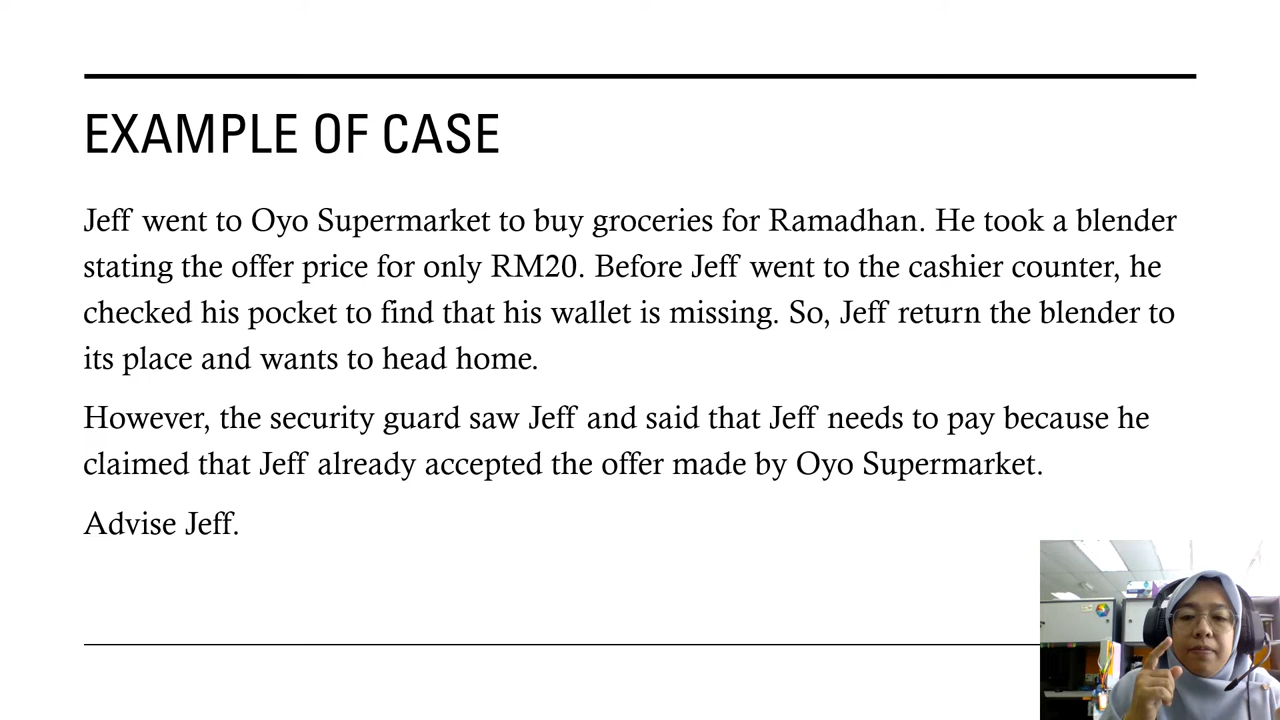 EXAMPLE OF CASE
Jeff went to Oyo Supermarket to buy groceries for Ramadhan. He took a blender
stating the offer price for only RM20. Before Jeff went to the cashier counter, he
checked his pocket to find that his wallet is missing. So, Jeff return the blender to
its place and wants to head home.
However, the security guard saw Jeff and said that Jeff needs to pay because he
claimed that Jeff already accepted the offer made by Oyo Supermarket.
Advise Jeff.